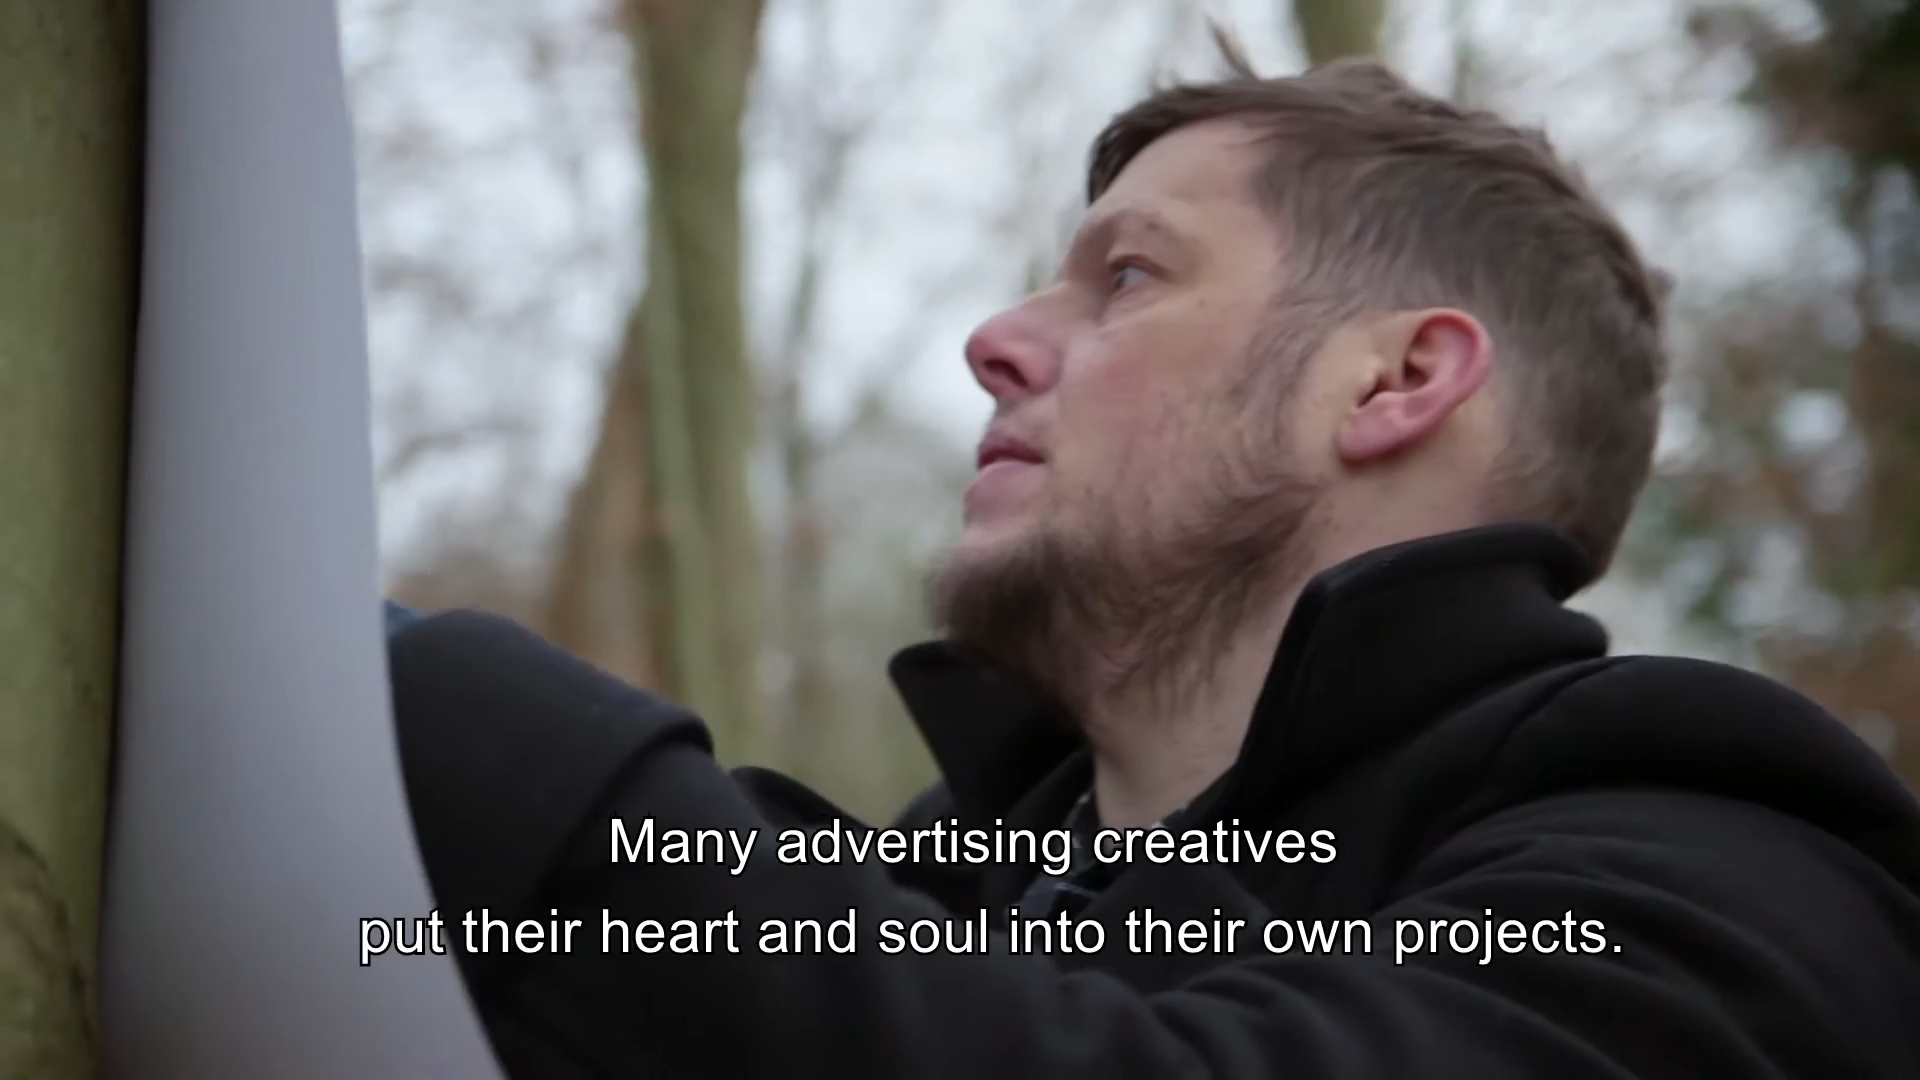 Many advertising creatives
put their heart and soul into their own projects.